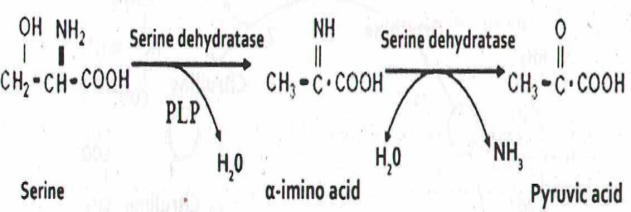 OH NH₂
CH₂-CH-COOH
Serine dehydratase
PLP
H₂O
NH
CH₃-C·COOH
Serine dehydratase
H₂O
NH₃
O
CH₃-C·COOH
Serine
α-imino acid
Pyruvic acid